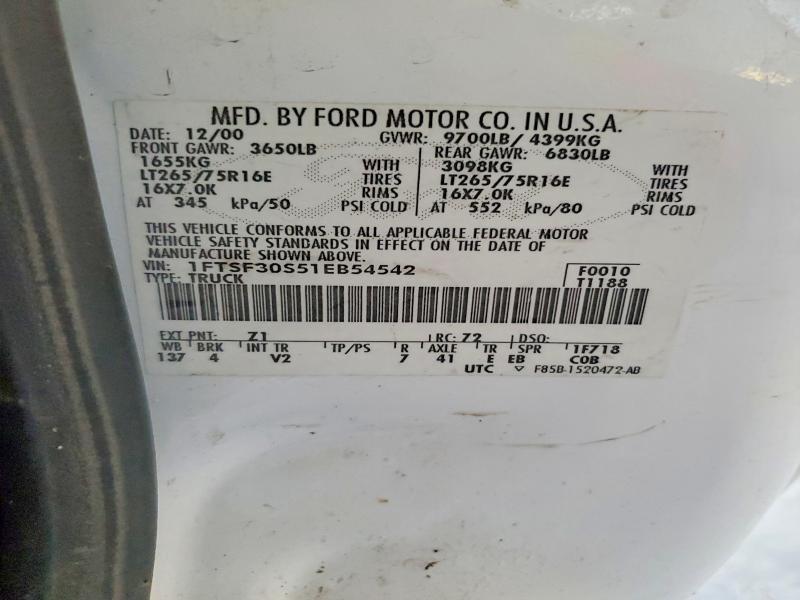 MFD. BY FORD MOTOR CO. IN U.S.A.
DATE: 12/00 GVWR: 9700LB/ 4399KG
FRONT GAWR: 3650LB REAR GAWR: 6830LB
1655KG WITH 3098KG WITH
LT265/75R16E TIRES LT265/75R16E TIRES
16X7.0K RIMS 16X7.0K RIMS
AT 345 kPa/50 PSI COLD AT 552 kPa/80 PSI COLD
THIS VEHICLE CONFORMS TO ALL APPLICABLE FEDERAL MOTOR
VEHICLE SAFETY STANDARDS IN EFFECT ON THE DATE OF
MANUFACTURE SHOWN ABOVE.
VIN: 1FTSF30S51EB54542 F0010
TYPE: TRUCK T1188
EXT PNT: Z1 RC: 72 DSO:
WB BRK INT TR TP/PS R AXLE TR SPR 1F718
137 4 V2 7 41 E EB COB
UTC ▽ F85B-1520472-AB